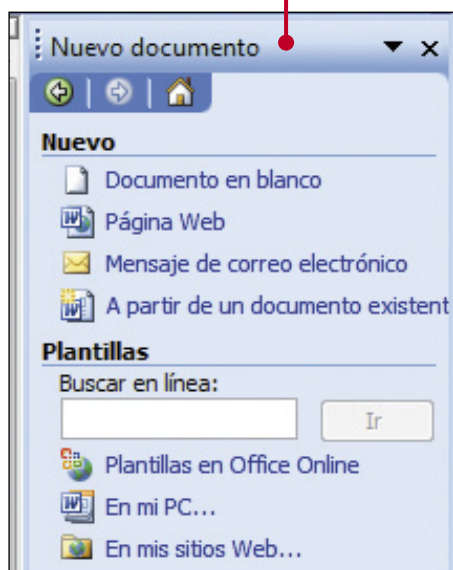 Nuevo documento
Nuevo
Documento en blanco
Página Web
Mensaje de correo electrónico
A partir de un documento existent
Plantillas
Buscar en línea:
Ir
Plantillas en Office Online
En mi PC...
En mis sitios Web...